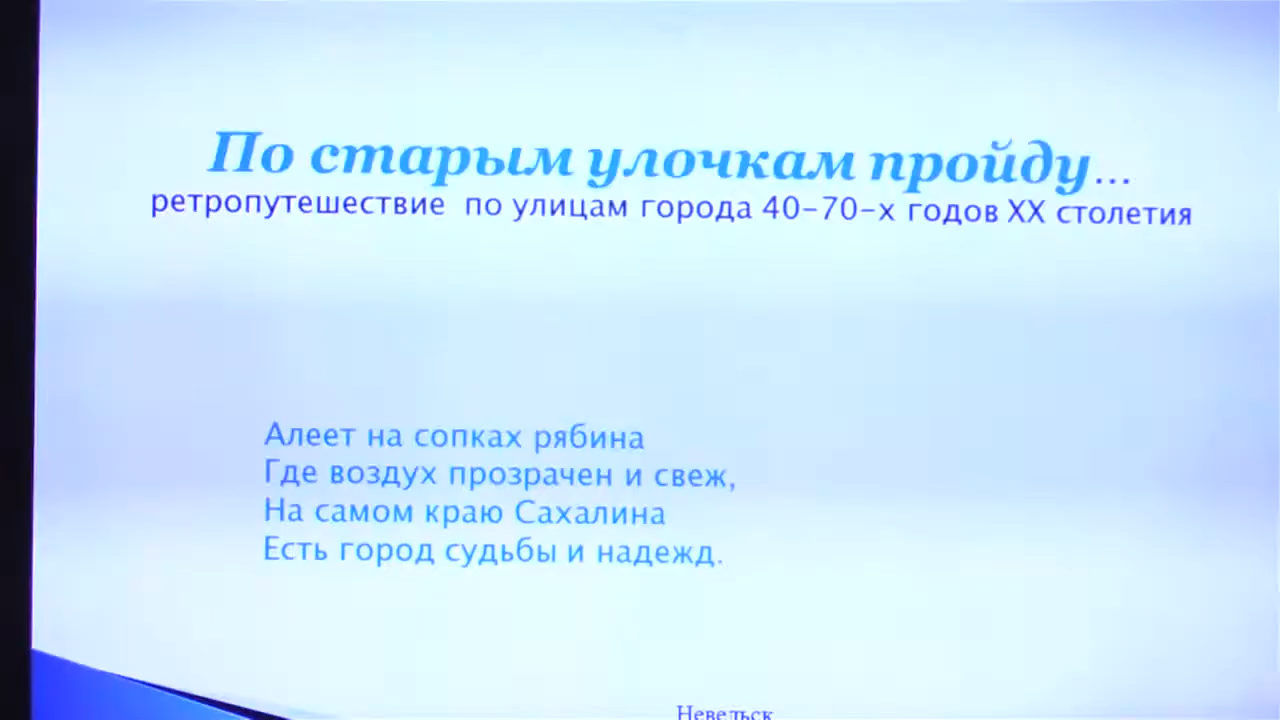 По старым улочкам пройду...
ретропутешествие по улицам города 40-70-х годов XX столетия
Алеет на сопках рябина
Где воздух прозрачен и свеж,
На самом краю Сахалина
Есть город судьбы и надежд.
Невельск